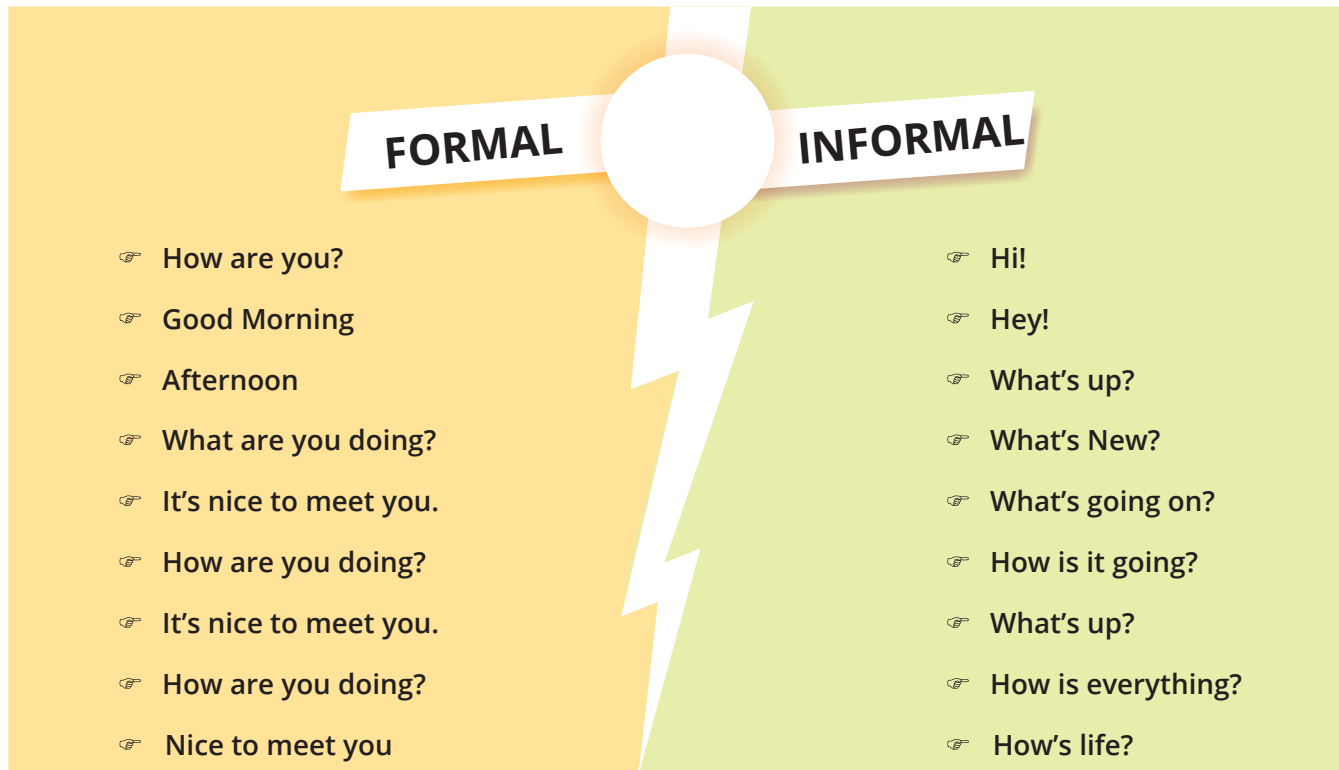 FORMAL
INFORMAL
☞ How are you?
☞ Good Morning
☞ Afternoon
☞ What are you doing?
☞ It’s nice to meet you.
☞ How are you doing?
☞ It’s nice to meet you.
☞ How are you doing?
☞ Nice to meet you
☞ Hi!
☞ Hey!
☞ What’s up?
☞ What’s New?
☞ What’s going on?
☞ How is it going?
☞ What’s up?
☞ How is everything?
☞ How’s life?